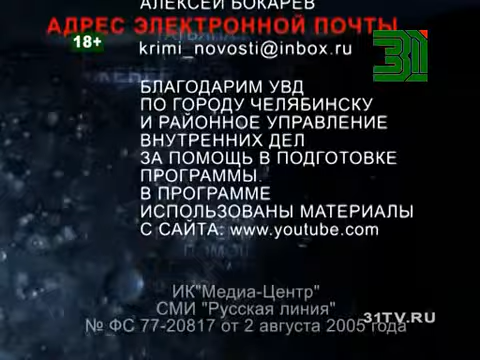 АЛЕКСЕЙ БОКАРЕВ
АДРЕС ЭЛЕКТРОННОЙ ПОЧТЫ
18+
krimi_novosti@inbox.ru
31
БЛАГОДАРИМ УВД
ПО ГОРОДУ ЧЕЛЯБИНСКУ
И РАЙОННОЕ УПРАВЛЕНИЕ
ВНУТРЕННИХ ДЕЛ
ЗА ПОМОЩЬ В ПОДГОТОВКЕ
ПРОГРАММЫ.
В ПРОГРАММЕ
ИСПОЛЬЗОВАНЫ МАТЕРИАЛЫ
С САЙТА: www.youtube.com
ИК"Медиа-Центр"
СМИ "Русская линия"
31TV.RU
№ ФС 77-20817 от 2 августа 2005 года